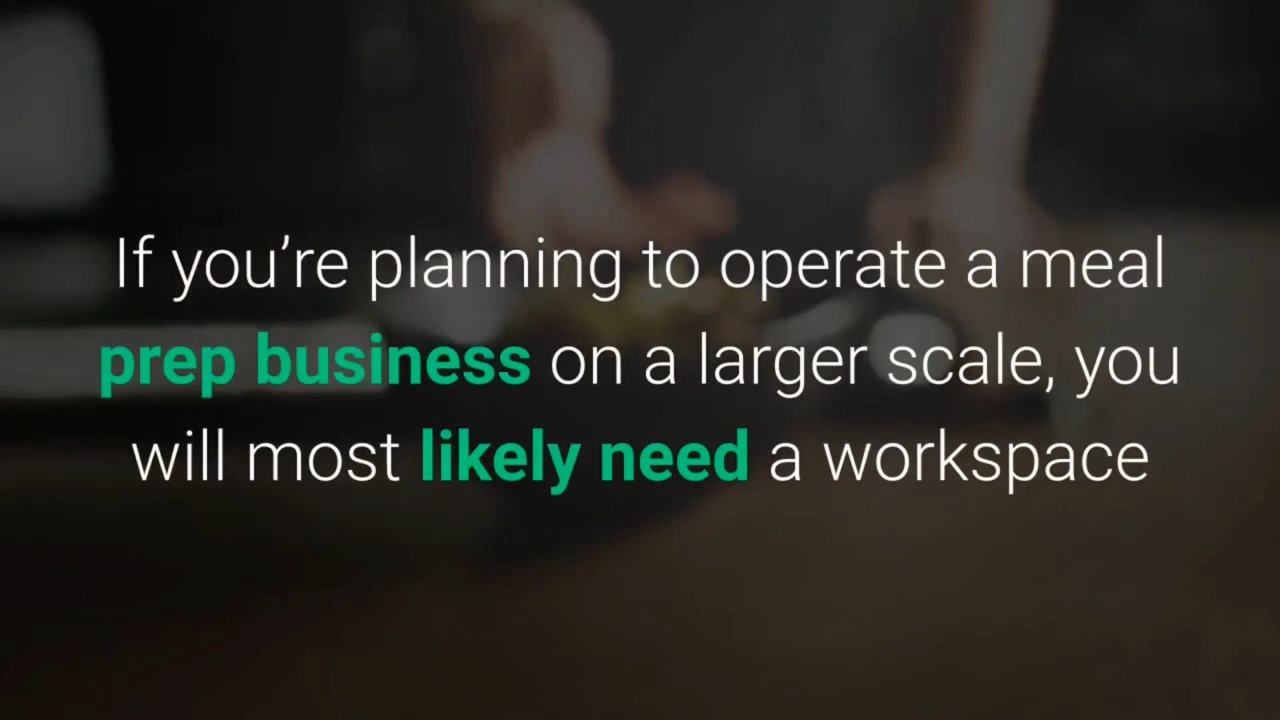 If you’re planning to operate a meal
prep business on a larger scale, you
will most likely need a workspace